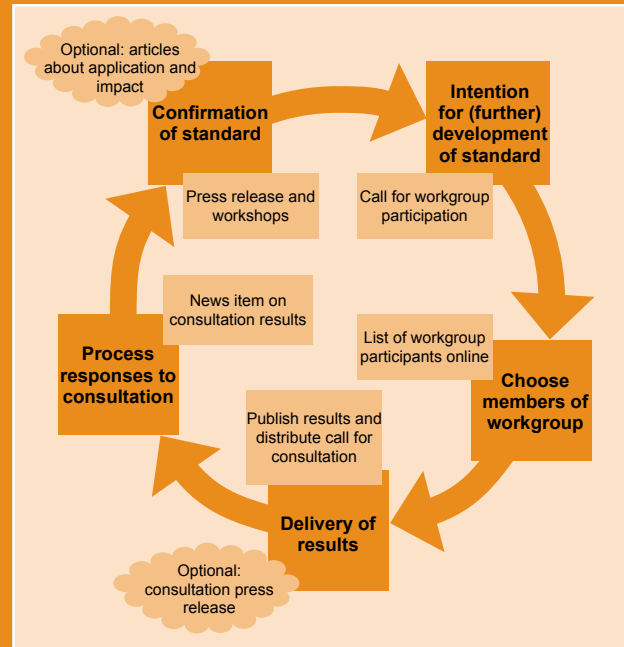 Optional: articles
about application and
impact
Confirmation
of standard
Press release and
workshops
Intention
for (further)
development
of standard
Call for workgroup
participation
List of workgroup
participants online
Choose
members of
workgroup
Publish results and
distribute call for
consultation
Delivery of
results
Optional:
consultation press
release
News item on
consultation results
Process
responses to
consultation